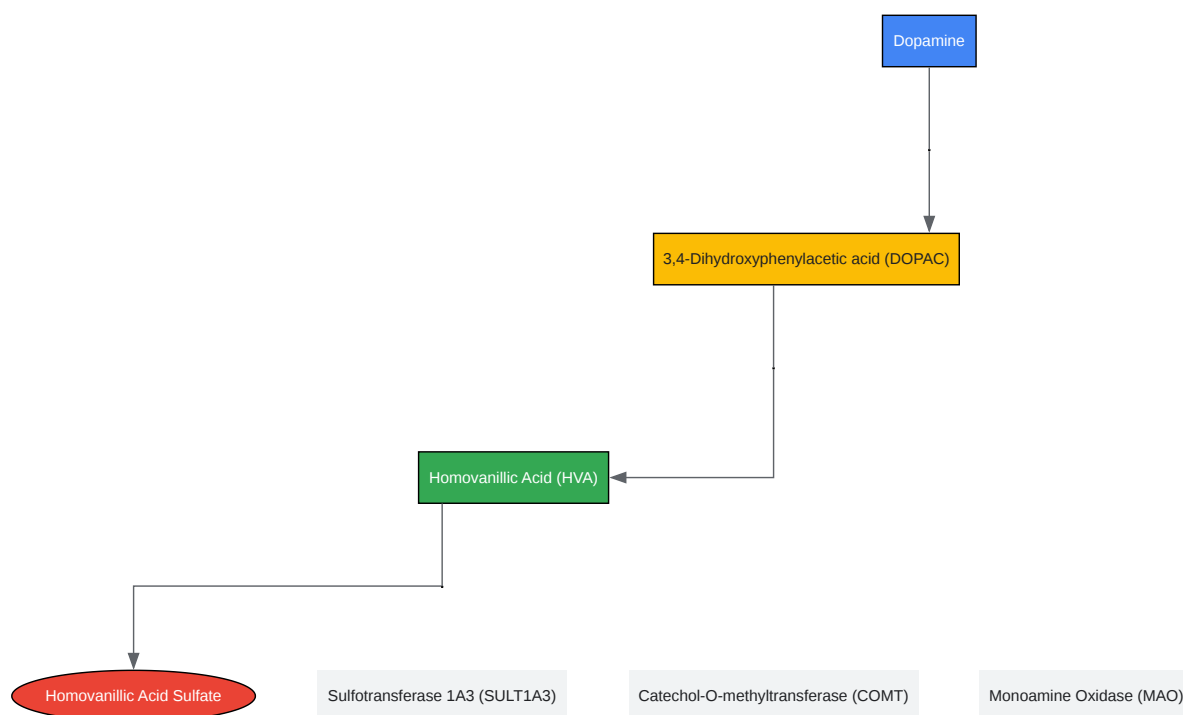 Dopamine
3,4-Dihydroxyphenylacetic acid (DOPAC)
Homovanillic Acid (HVA)
Homovanillic Acid Sulfate
Sulfotransferase 1A3 (SULT1A3)
Catechol-O-methyltransferase (COMT)
Monoamine Oxidase (MAO)